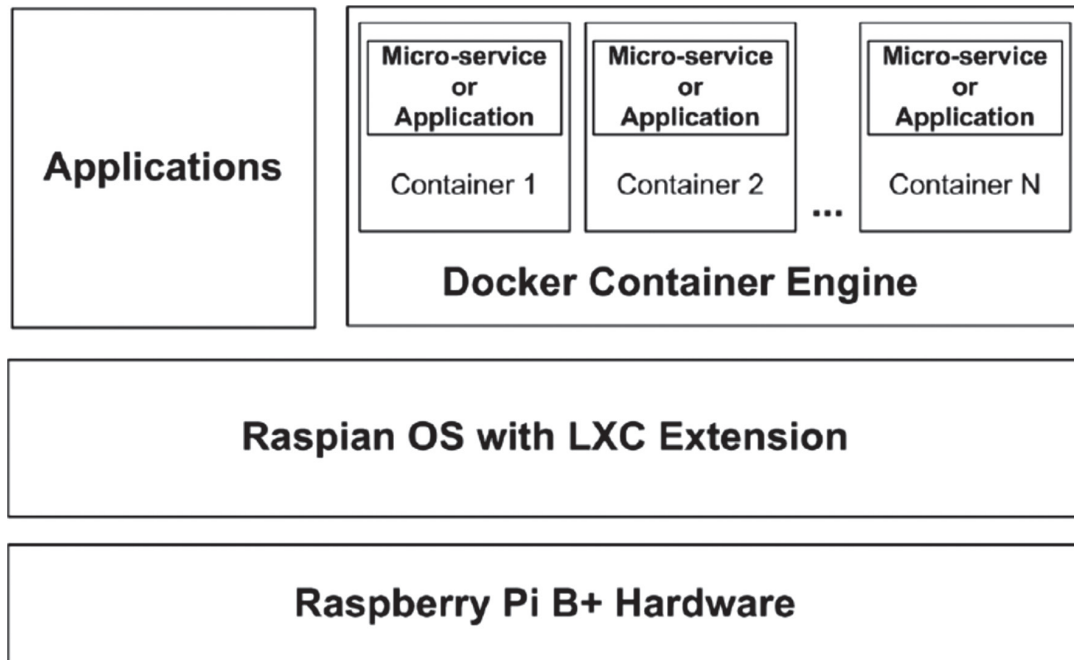 Applications
Micro-service
or
Application
Container 1
Micro-service
or
Application
Container 2
...
Micro-service
or
Application
Container N
Docker Container Engine
Raspian OS with LXC Extension
Raspberry Pi B+ Hardware